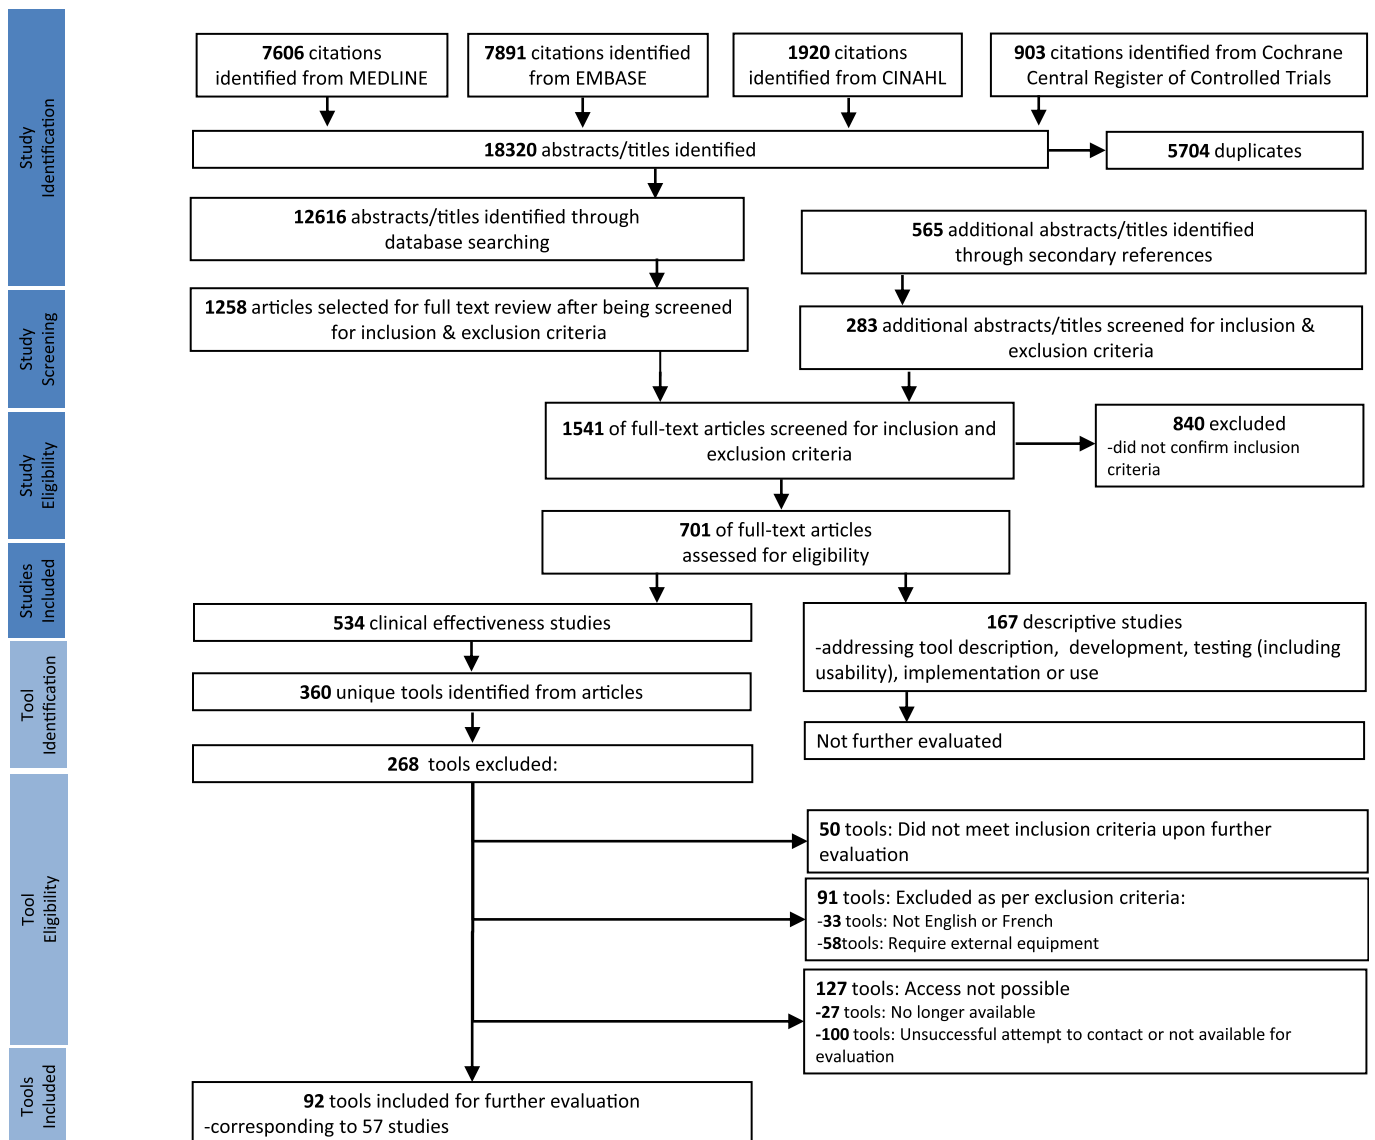 Study
Identification
7606 citations
identified from MEDLINE
7891 citations identified
from EMBASE
1920 citations
identified from CINAHL
903 citations identified from Cochrane
Central Register of Controlled Trials
18320 abstracts/titles identified
5704 duplicates
12616 abstracts/titles identified through
database searching
565 additional abstracts/titles identified
through secondary references
Study
Screening
1258 articles selected for full text review after being screened
for inclusion & exclusion criteria
283 additional abstracts/titles screened for inclusion &
exclusion criteria
Study
Eligibility
1541 of full-text articles screened for inclusion and
exclusion criteria
840 excluded
-did not confirm inclusion
criteria
701 of full-text articles
assessed for eligibility
Studies
Included
534 clinical effectiveness studies
167 descriptive studies
-addressing tool description, development, testing (including
usability), implementation or use
Tool
Identification
360 unique tools identified from articles
Not further evaluated
268 tools excluded:
Tool
Eligibility
50 tools: Did not meet inclusion criteria upon further
evaluation
91 tools: Excluded as per exclusion criteria:
-33 tools: Not English or French
-58tools: Require external equipment
127 tools: Access not possible
-27 tools: No longer available
-100 tools: Unsuccessful attempt to contact or not available for
evaluation
Tools
Included
92 tools included for further evaluation
-corresponding to 57 studies